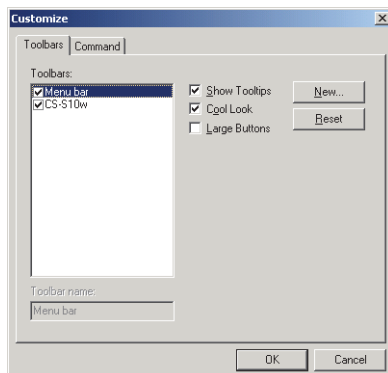 Customize
Toolbars Command
Toolbars:
Menu bar
CS-S10w
Show Tooltips
Cool Look
Large Buttons
New...
Reset
Toolbar name:
Menu bar
OK Cancel